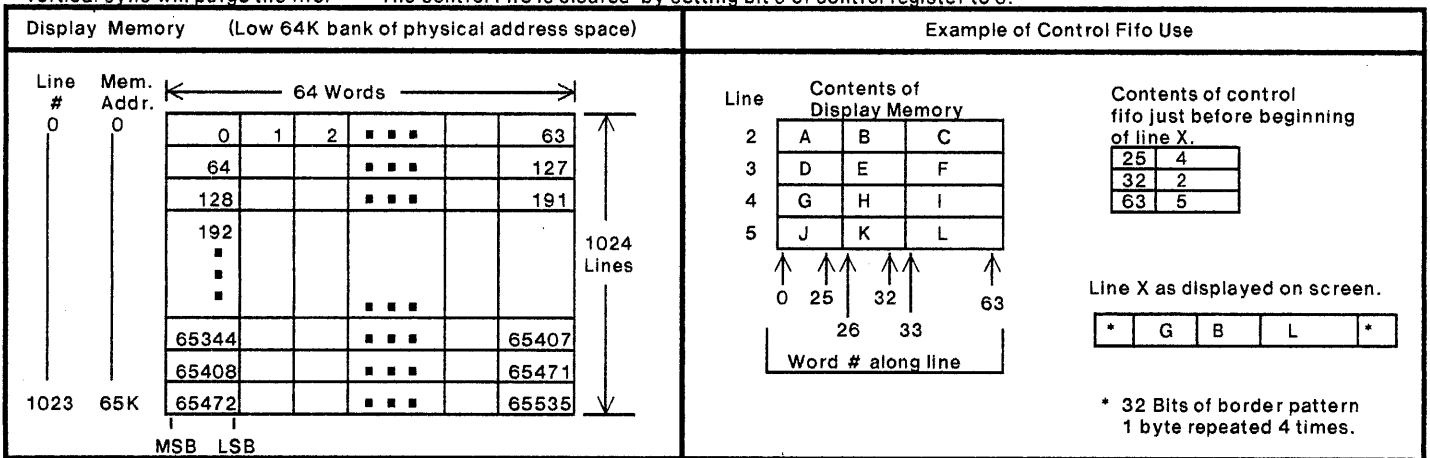 Display Memory (Low 64K bank of physical address space)
Line Mem.
# Addr.
0 0
64 Words
0 1 2 ■ ■ ■ 63
64 ■ ■ ■ 127
128 ■ ■ ■ 191
192
■
■
■
■ ■ ■
65344 ■ ■ ■ 65407
65408 ■ ■ ■ 65471
1023 65K 65472 ■ ■ ■ 65535
1024
Lines
MSB LSB
Example of Control Fifo Use
Contents of
Line Display Memory
2 A B C
3 D E F
4 G H I
5 J K L
0 25 32 63
26 33
Word # along line
Contents of control
fifo just before beginning
of line X.
25 4
32 2
63 5
Line X as displayed on screen.
* G B L *
* 32 Bits of border pattern
1 byte repeated 4 times.